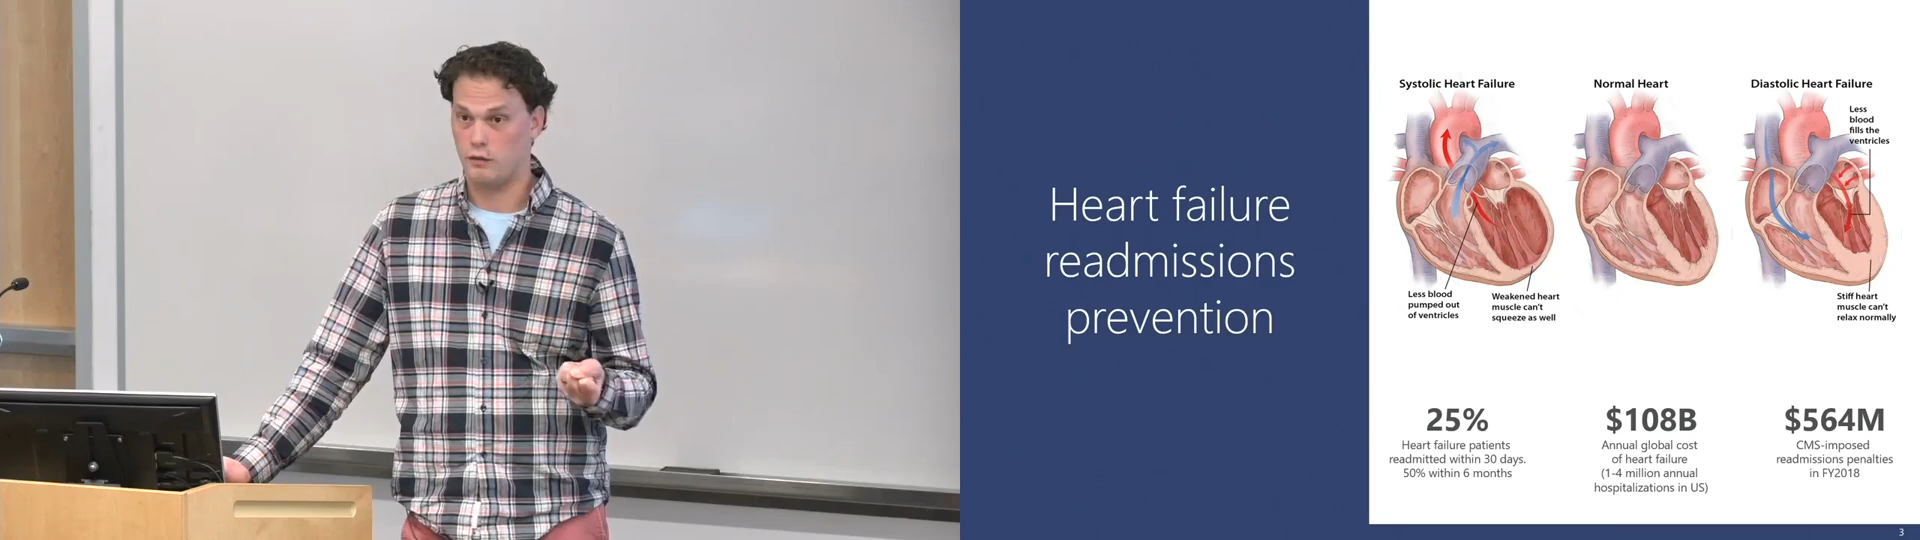 Heart failure
readmissions
prevention
Systolic Heart Failure
Normal Heart
Diastolic Heart Failure
Less
blood
fills the
ventricles
Less blood
pumped out
of ventricles
Weakened heart
muscle can't
squeeze as well
Stiff heart
muscle can't
relax normally
25%
Heart failure patients
readmitted within 30 days.
50% within 6 months
$108B
Annual global cost
of heart failure
(1-4 million annual
hospitalizations in US)
$564M
CMS-imposed
readmissions penalties
in FY2018
3